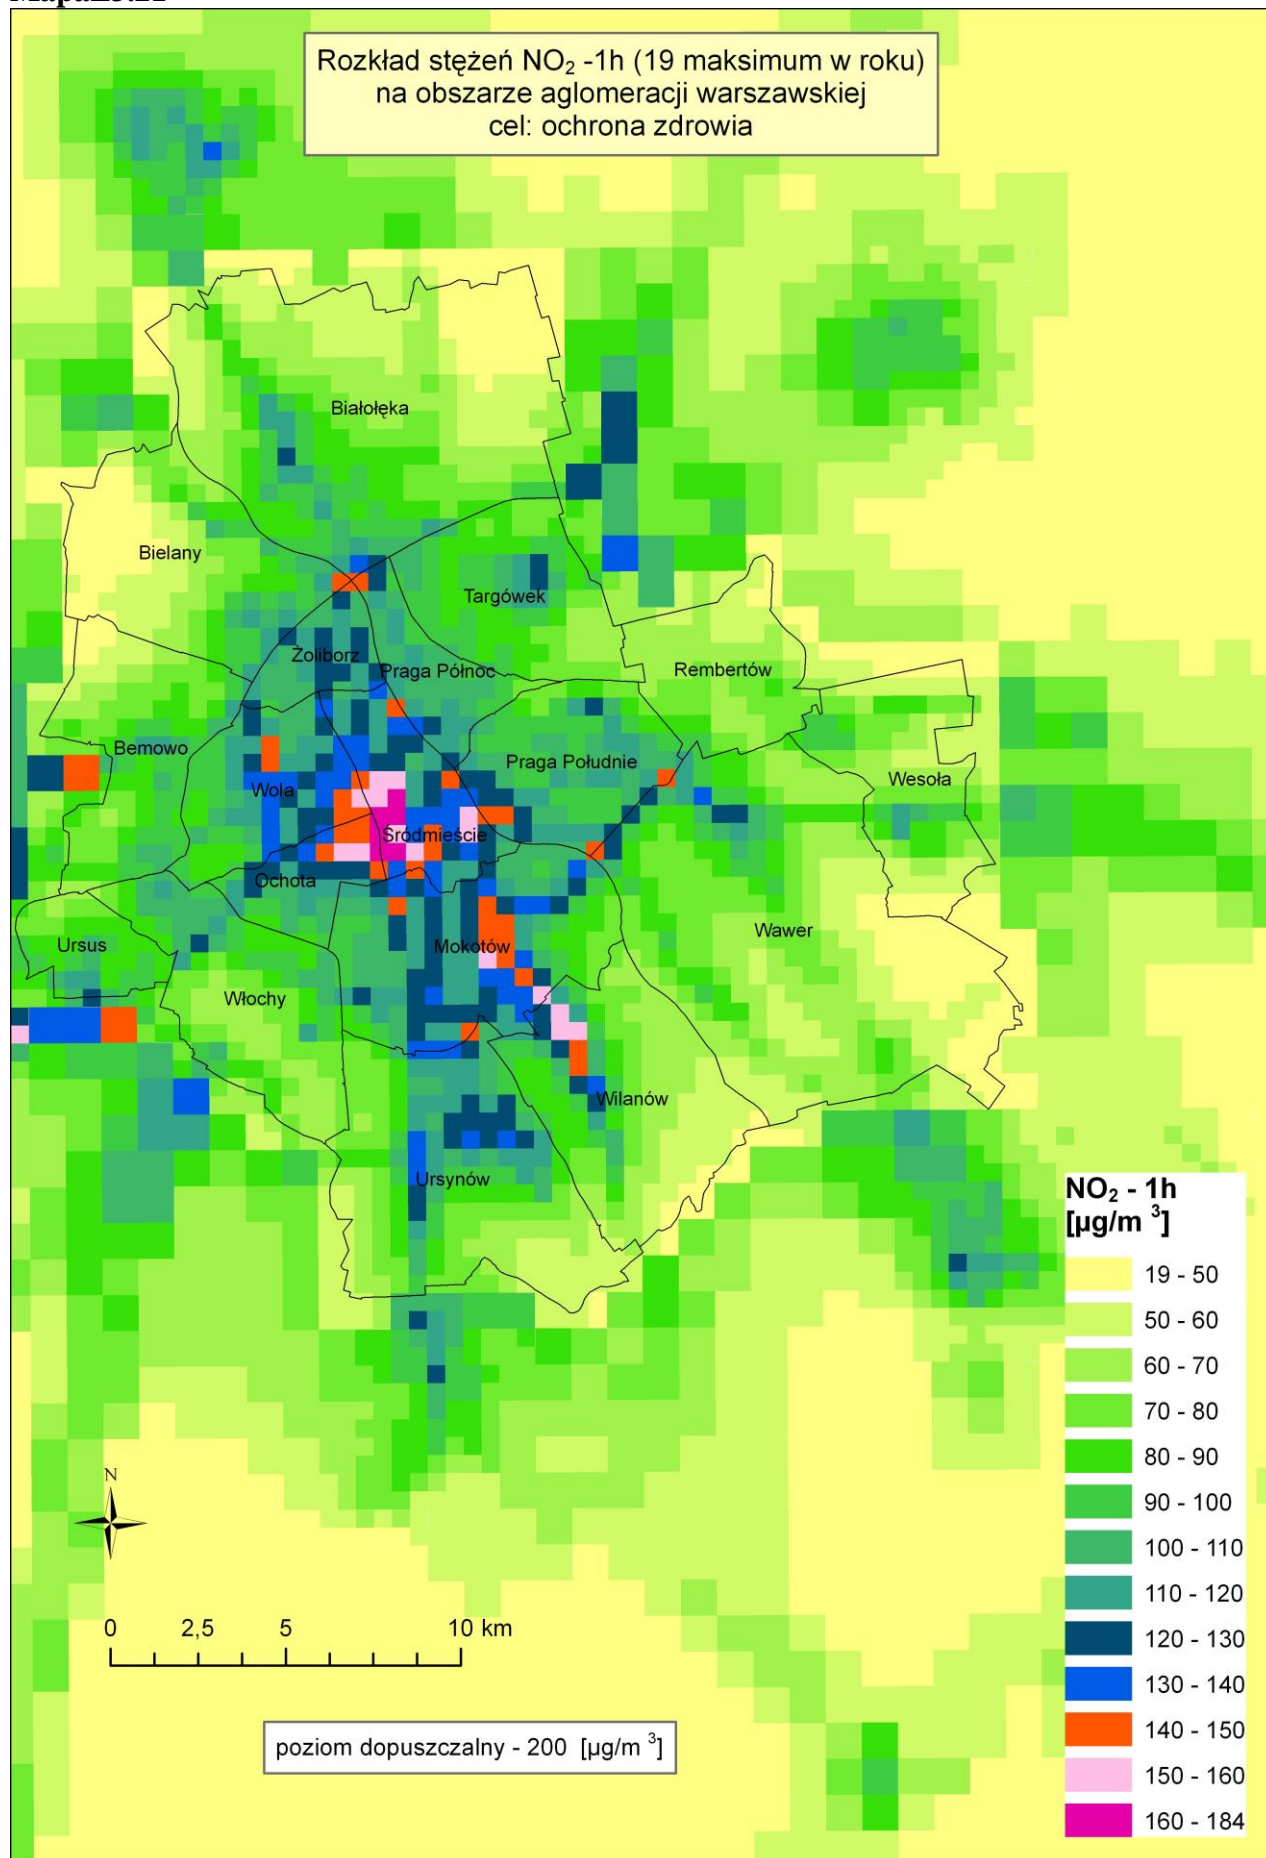 Rozkład stężeń NO₂ -1h (19 maksimum w roku)
na obszarze aglomeracji warszawskiej
cel: ochrona zdrowia
Białołęka
Bielany
Targówek
Żoliborz
Praga Północ
Rembertów
Bemowo
Praga Południe
Wesoła
Wola
Śródmieście
Ochota
Wawer
Ursus
Mokotów
Włochy
Wilanów
Ursynów
NO₂ - 1h
[µg/m ³]
19 - 50
50 - 60
60 - 70
70 - 80
80 - 90
90 - 100
100 - 110
110 - 120
120 - 130
130 - 140
140 - 150
150 - 160
160 - 184
N
0 2,5 5 10 km
poziom dopuszczalny - 200 [µg/m ³]